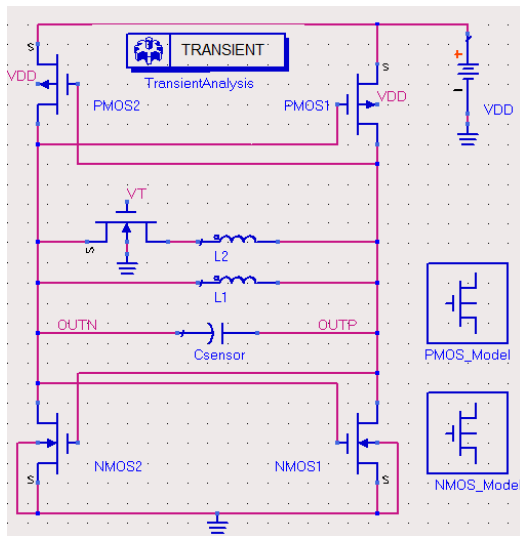 S
TRANSIENT
S
VDD
TransientAnalysis
+
VDD
PMOS2
PMOS1
-
VDD
VT
S
L2
L1
OUTN
OUTP
Csensor
PMOS_Model
NMOS2
NMOS1
S
S
NMOS_Model